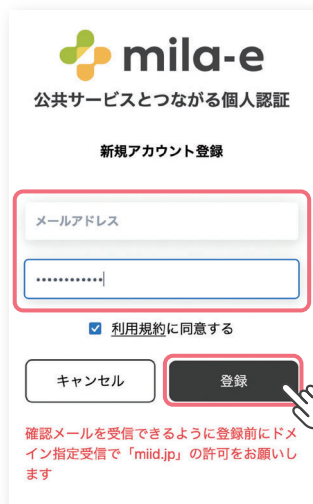 mila-e
公共サービスとつながる個人認証
新規アカウント登録
メールアドレス
••••••••••••
利用規約に同意する
キャンセル
登録
確認メールを受信できるように登録前にドメ
イン指定受信で「miid.jp」の許可をお願いし
ます